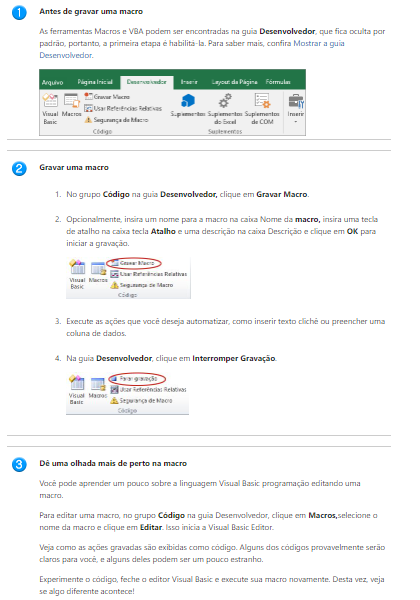 1
Antes de gravar uma macro
As ferramentas Macros e VBA podem ser encontradas na guia Desenvolvedor, que fica oculta por
padrão, portanto, a primeira etapa é habilitá-la. Para saber mais, confira Mostrar a guia
Desenvolvedor.
Arquivo Página Inicial Desenvolvedor Inserir Layout da Página Fórmulas
Visual Basic Macros
Gravar Macro
Usar Referências Relativas
Segurança de Macro
Código
Suplementos
Suplementos do Excel
Suplementos de COM
Suplementos
Inserir
2
Gravar uma macro
1. No grupo Código na guia Desenvolvedor, clique em Gravar Macro.
2. Opcionalmente, insira um nome para a macro na caixa Nome da macro, insira uma tecla
de atalho na caixa tecla Atalho e uma descrição na caixa Descrição e clique em OK para
iniciar a gravação.
Visual Basic Macros
Gravar Macro
Usar Referências Relativas
Segurança de Macro
Código
3. Execute as ações que você deseja automatizar, como inserir texto clichê ou preencher uma
coluna de dados.
4. Na guia Desenvolvedor, clique em Interromper Gravação.
Visual Basic Macros
Parar gravação
Usar Referências Relativas
Segurança de Macro
Código
3
Dê uma olhada mais de perto na macro
Você pode aprender um pouco sobre a linguagem Visual Basic programação editando uma
macro.
Para editar uma macro, no grupo Código na guia Desenvolvedor, clique em Macros,selecione o
nome da macro e clique em Editar. Isso inicia a Visual Basic Editor.
Veja como as ações gravadas são exibidas como código. Alguns dos códigos provavelmente serão
claros para você, e alguns deles podem ser um pouco estranho.
Experimente o código, feche o editor Visual Basic e execute sua macro novamente. Desta vez, veja
se algo diferente acontece!